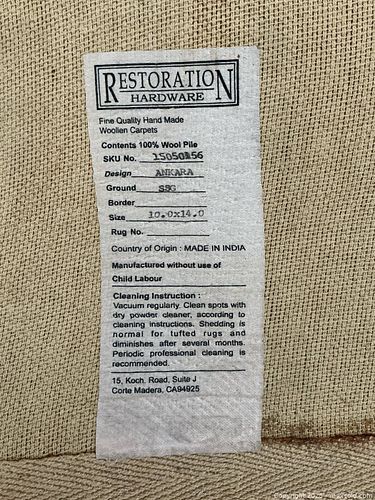 RESTORATION
HARDWARE
Fine Quality Hand Made
Woollen Carpets
Contents 100% Wool Pile
SKU No. 15050156
Design ANKARA
Ground SSG
Border
Size 10.0x14.0
Rug No.
Country of Origin : MADE IN INDIA
Manufactured without use of
Child Labour
Cleaning Instruction :
Vacuum regularly. Clean spots with
dry powder cleaner, according to
cleaning instructions. Shedding is
normal for tufted rugs and
diminishes after several months.
Periodic professional cleaning is
recommended.
15, Koch. Road, Suite J
Corte Madera, CA94925